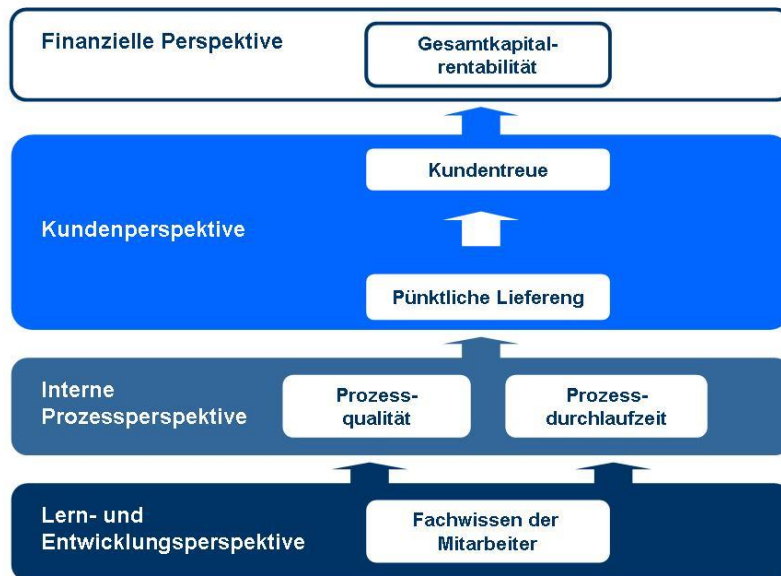 Finanzielle Perspektive
Gesamtkapital-
rentabilität
Kundentreue
Kundenperspektive
Pünktliche Liefereng
Interne
Prozessperspektive
Prozess-
qualität
Prozess-
durchlaufzeit
Lern- und
Entwicklungsperspektive
Fachwissen der
Mitarbeiter